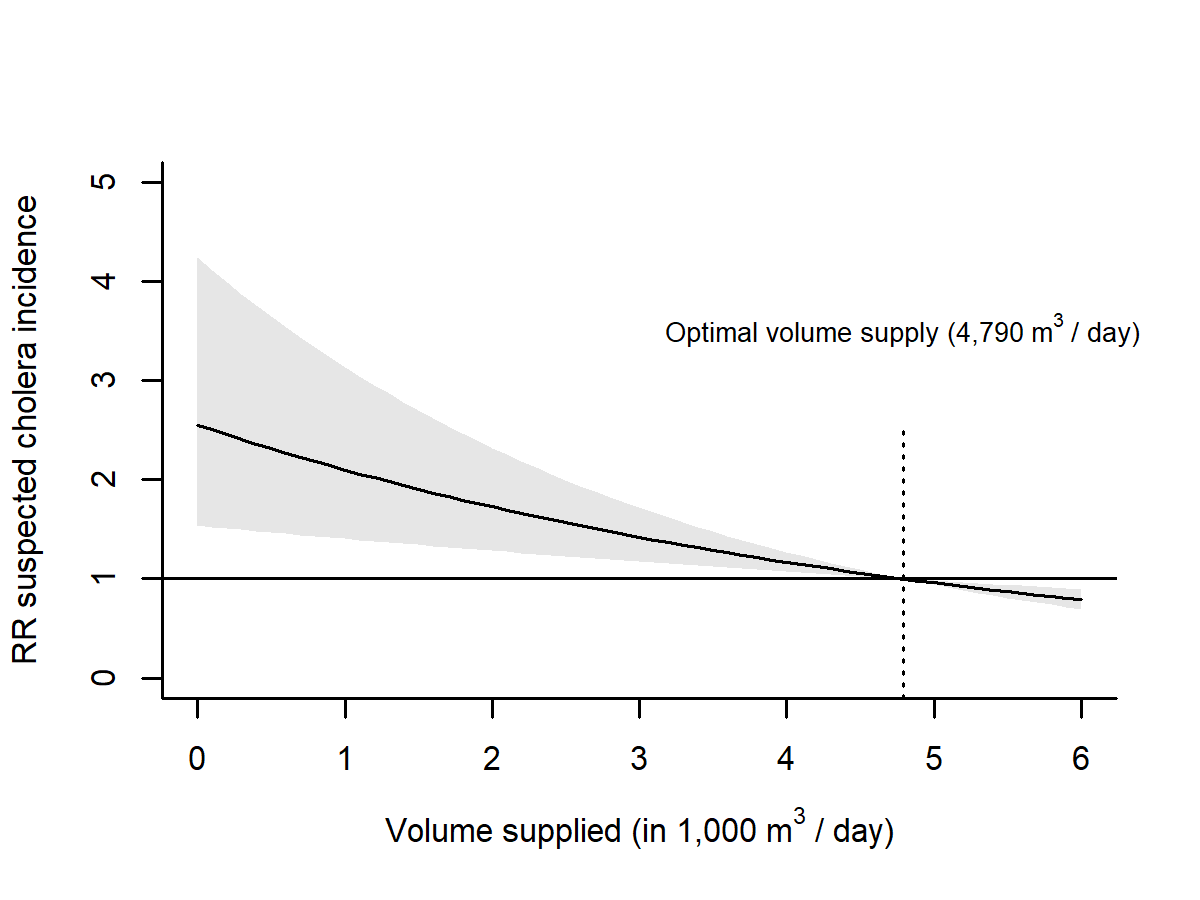 RR suspected cholera incidence
5
4
3
2
1
0
Optimal volume supply (4,790 m³ / day)
0 1 2 3 4 5 6
Volume supplied (in 1,000 m³ / day)